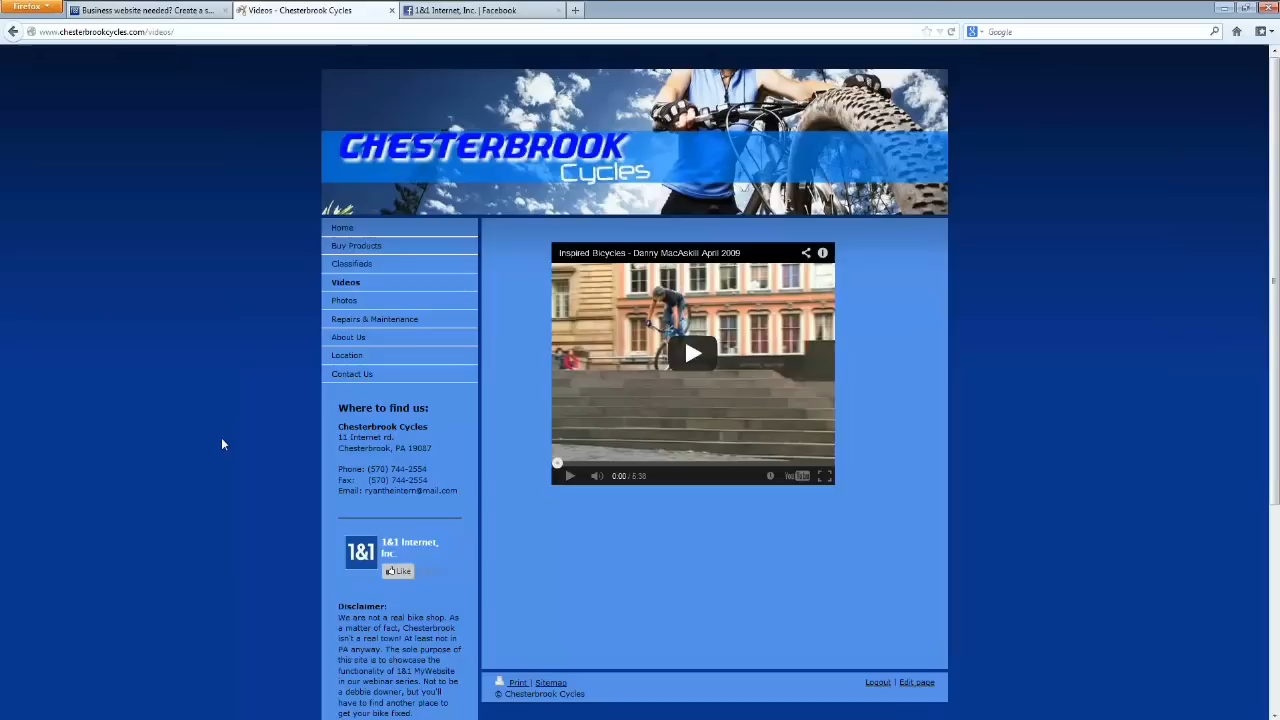 Firefox
Business website needed? Create a s...
Videos - Chesterbrook Cycles
1&1 Internet, Inc. | Facebook
www.chesterbrookcycles.com/videos/
Google
CHESTERBROOK
Cycles
Home
Buy Products
Classifieds
Videos
Photos
Repairs & Maintenance
About Us
Location
Contact Us
Inspired Bicycles - Danny MacAskill April 2009
0:00 / 5:38
YouTube
Where to find us:
Chesterbrook Cycles
11 Internet rd.
Chesterbrook, PA 19087
Phone: (570) 744-2554
Fax: (570) 744-2554
Email: ryantheintern@mail.com
1&1
1&1 Internet,
Inc.
Like
Disclaimer:
We are not a real bike shop. As
a matter of fact, Chesterbrook
isn't a real town! At least not in
PA anyway. The sole purpose of
this site is to showcase the
functionality of 1&1 MyWebsite
in our webinar series. Not to be
a debbie downer, but you'll
have to find another place to
get your bike fixed.
Print | Sitemap
© Chesterbrook Cycles
Logout | Edit page